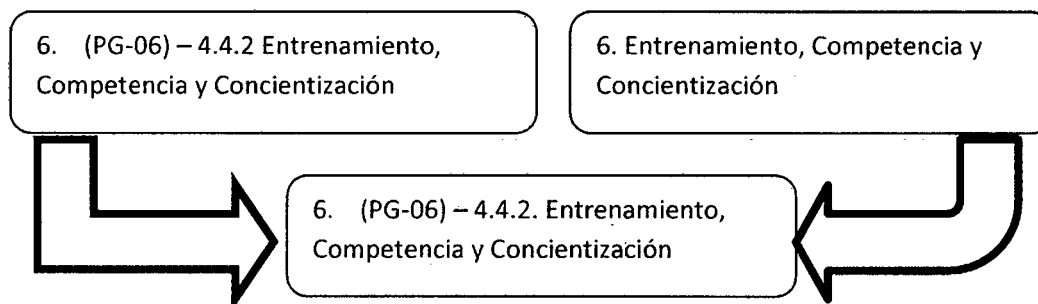 6. (PG-06) – 4.4.2 Entrenamiento,
Competencia y Concientización
6. Entrenamiento, Competencia y
Concientización
6. (PG-06) – 4.4.2. Entrenamiento,
Competencia y Concientización